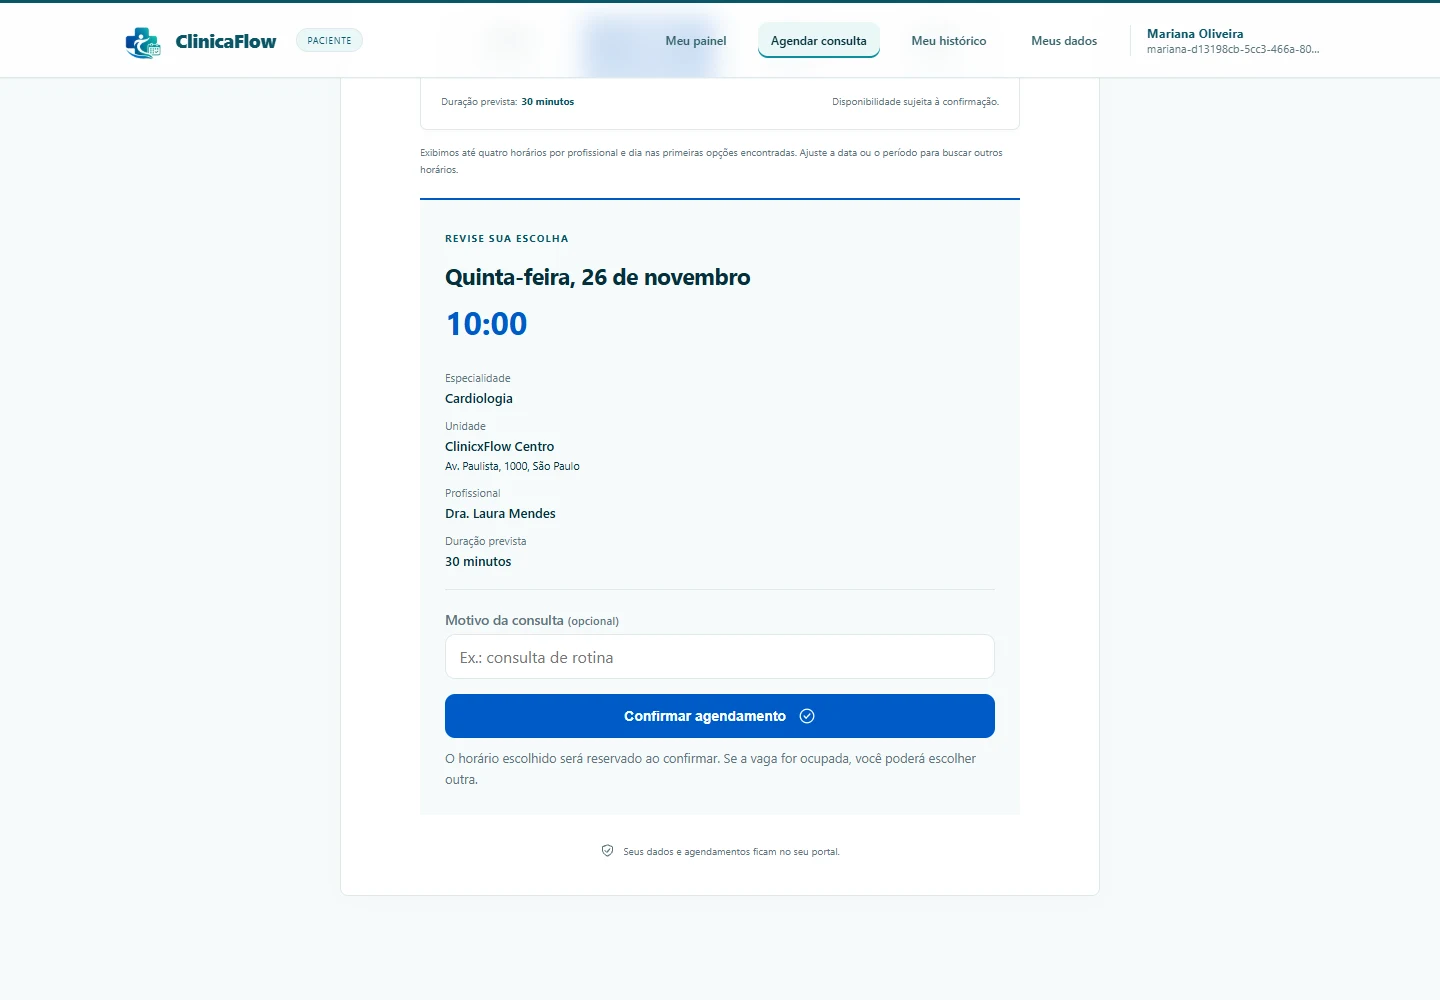 ClinicaFlow
PACIENTE
Meu painel
Agendar consulta
Meu histórico
Meus dados
Mariana Oliveira
mariana-d13198cb-5cc3-466a-80...
Duração prevista: 30 minutos
Disponibilidade sujeita à confirmação.
Exibimos até quatro horários por profissional e dia nas primeiras opções encontradas. Ajuste a data ou o período para buscar outros
horários.
REVISE SUA ESCOLHA
Quinta-feira, 26 de novembro
10:00
Especialidade
Cardiologia
Unidade
ClinicxFlow Centro
Av. Paulista, 1000, São Paulo
Profissional
Dra. Laura Mendes
Duração prevista
30 minutos
Motivo da consulta (opcional)
Ex.: consulta de rotina
Confirmar agendamento
O horário escolhido será reservado ao confirmar. Se a vaga for ocupada, você poderá escolher
outra.
Seus dados e agendamentos ficam no seu portal.